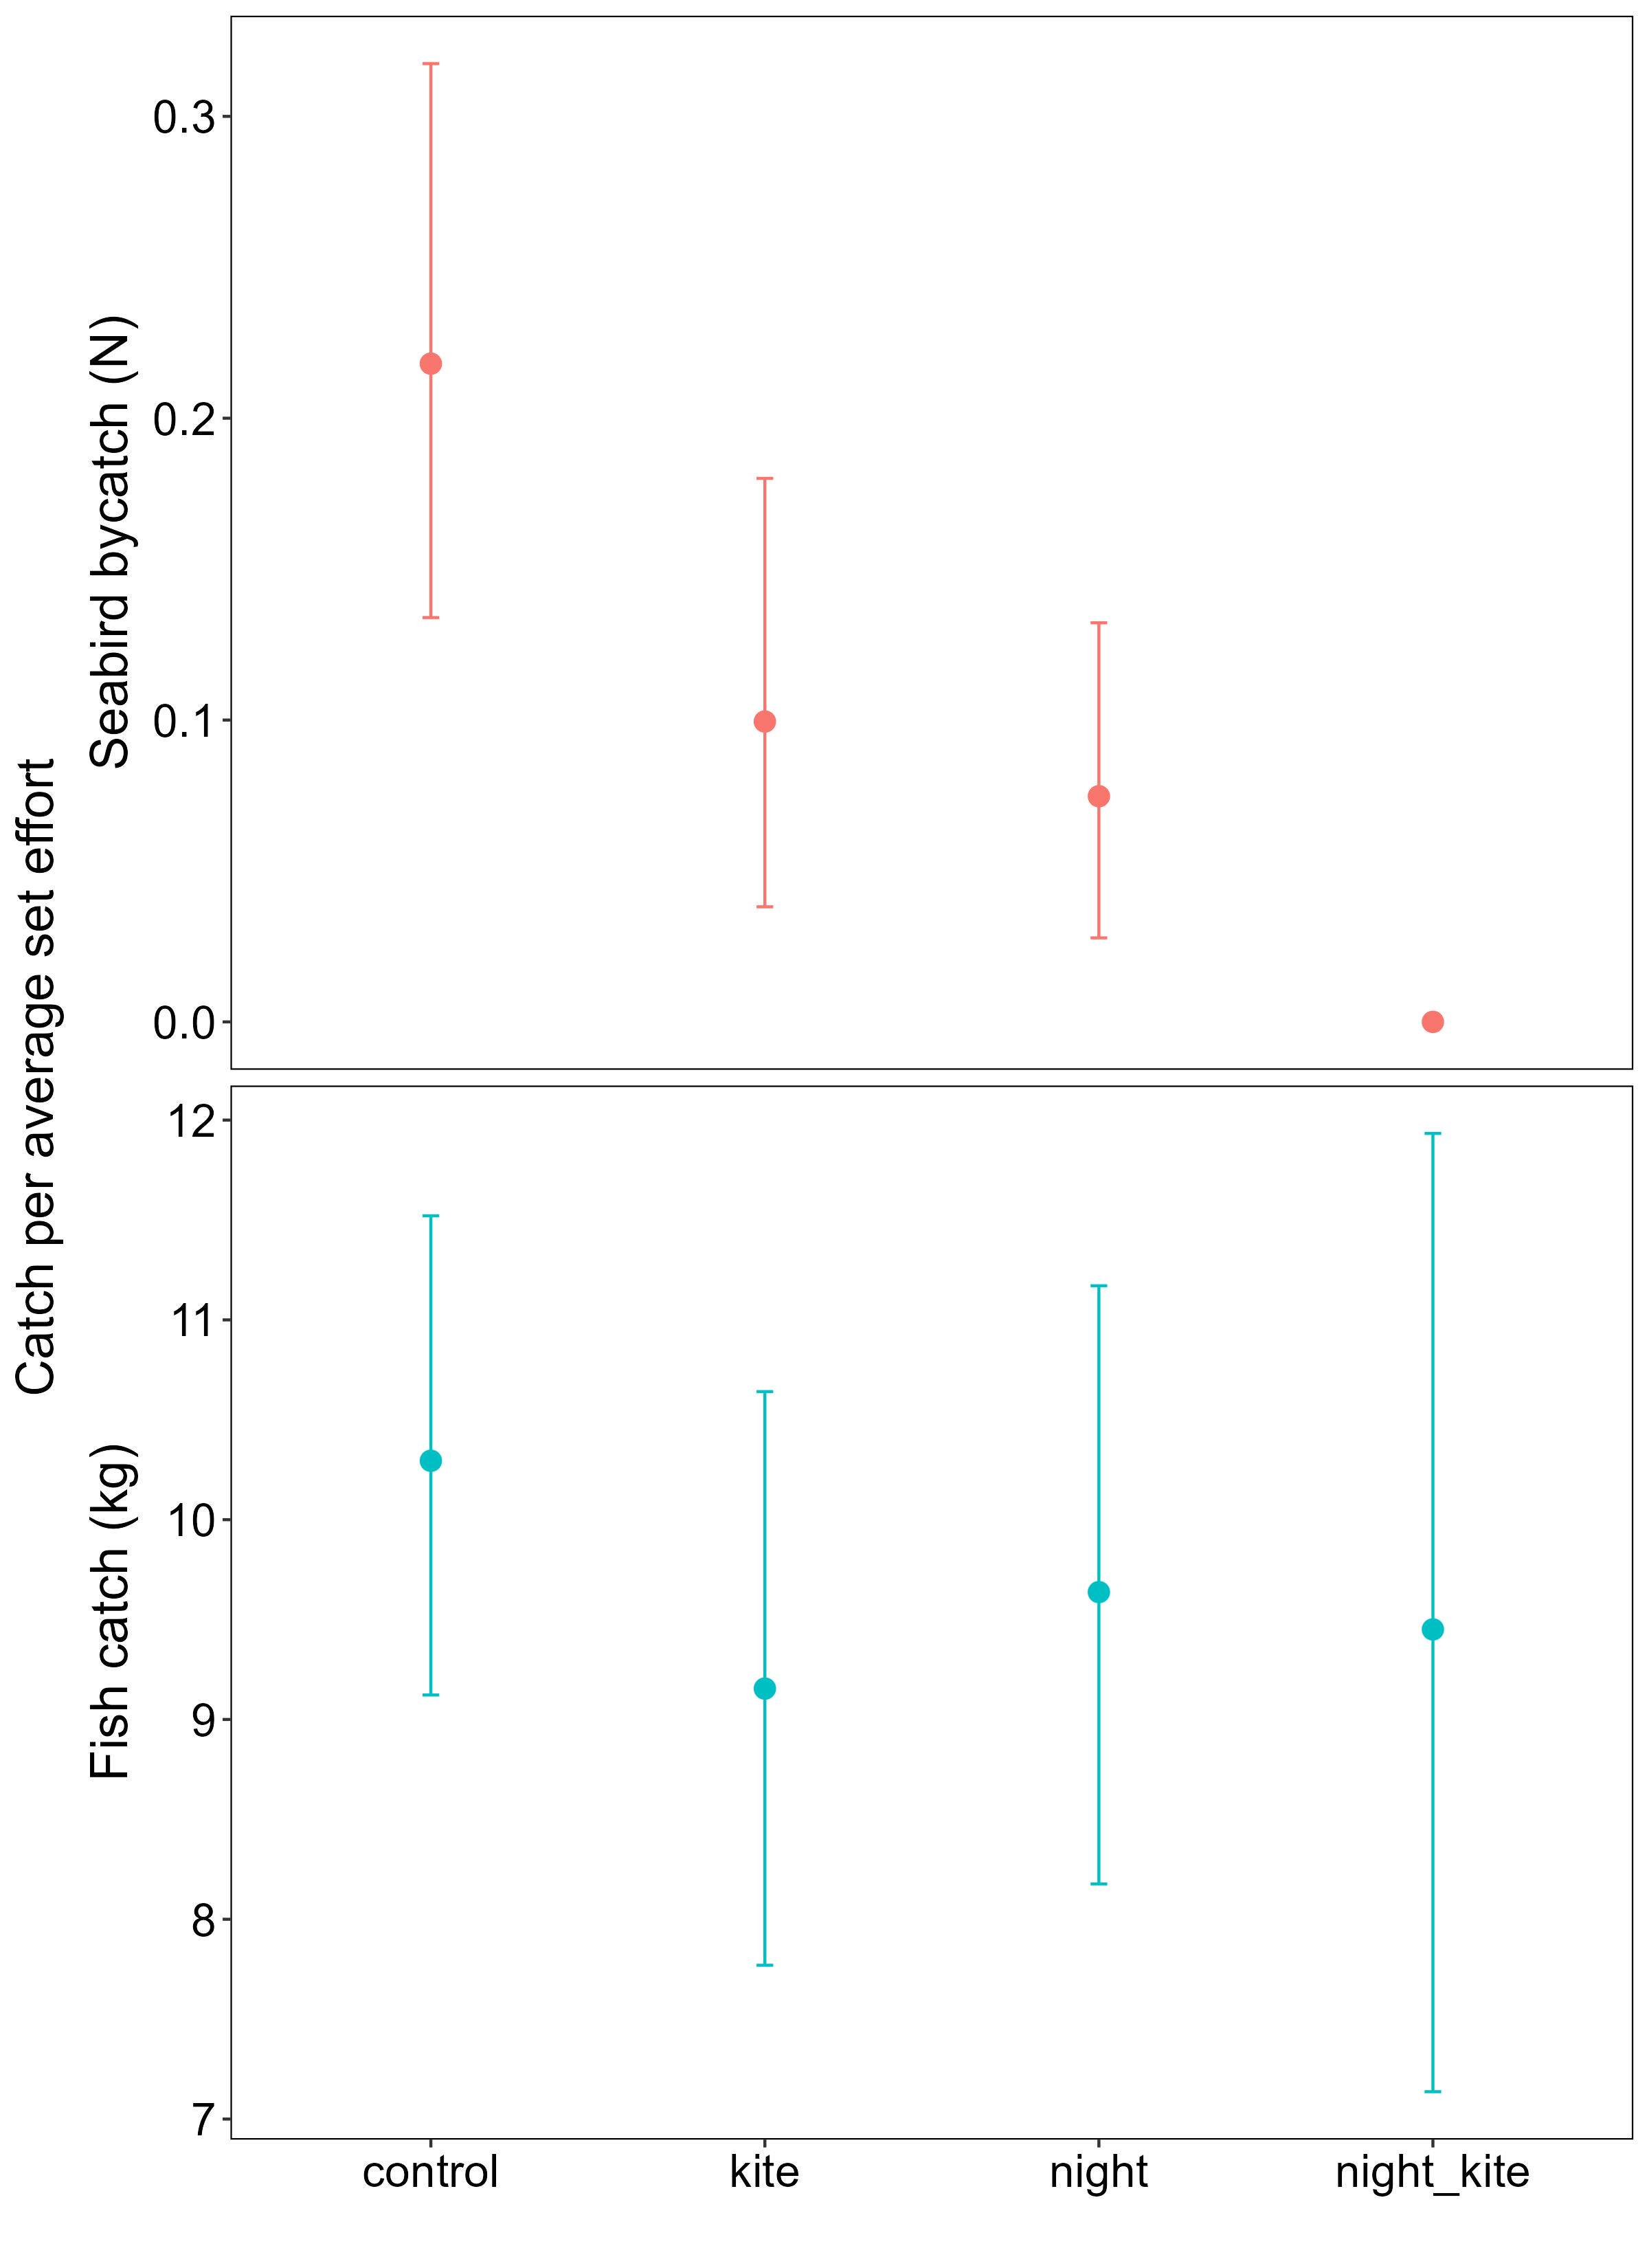 Catch per average set effort
Seabird bycatch (N)
0.3
0.2
0.1
0.0
Fish catch (kg)
12
11
10
9
8
7
control kite night night_kite